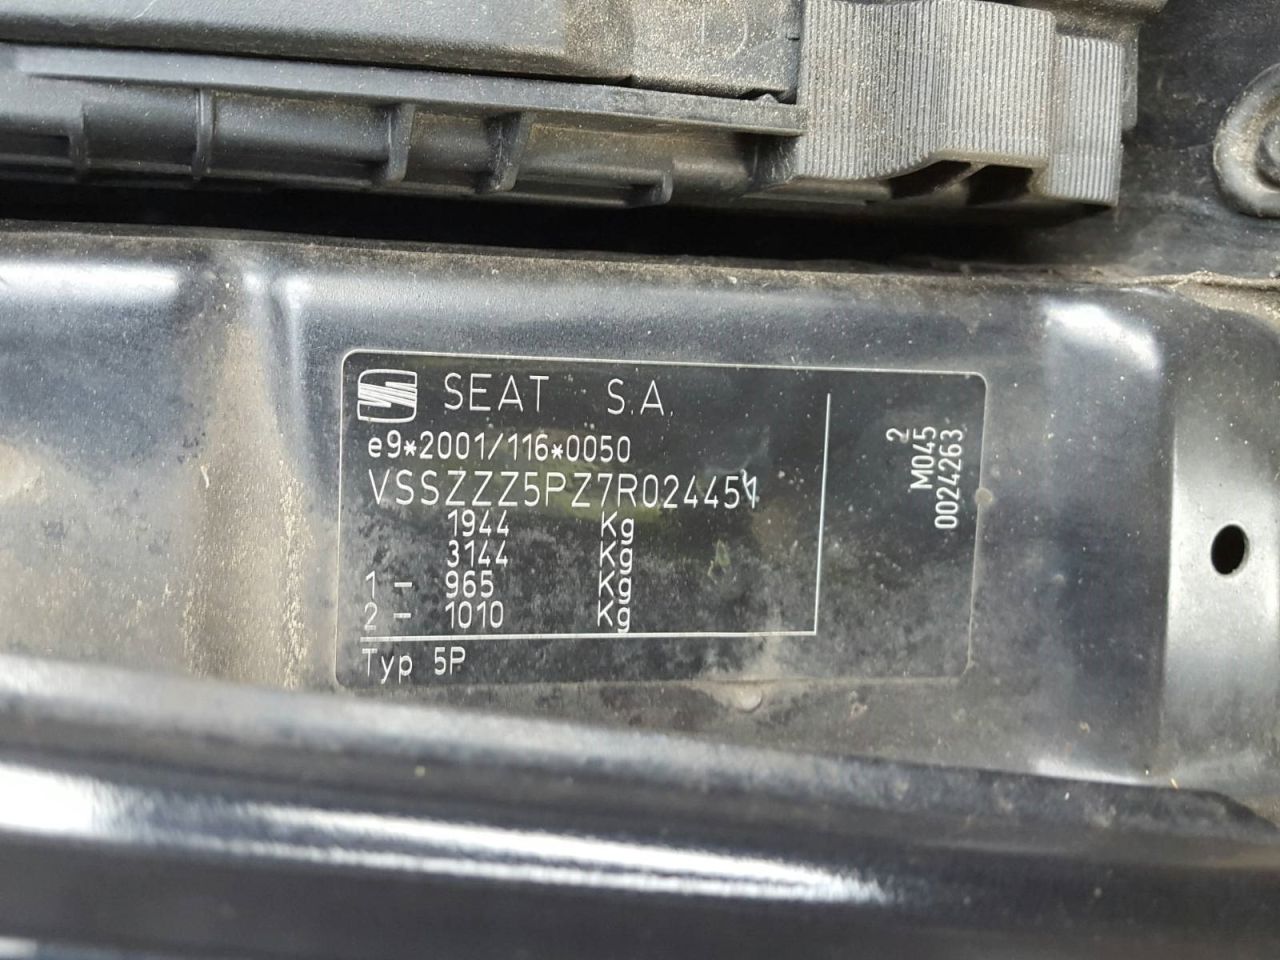 SEAT S.A.
e9*2001/116*0050
VSSZZZ5PZ7R024451
1944 Kg
3144 Kg
1 - 965 Kg
2 - 1010 Kg
Typ 5P
2
M045
0024263